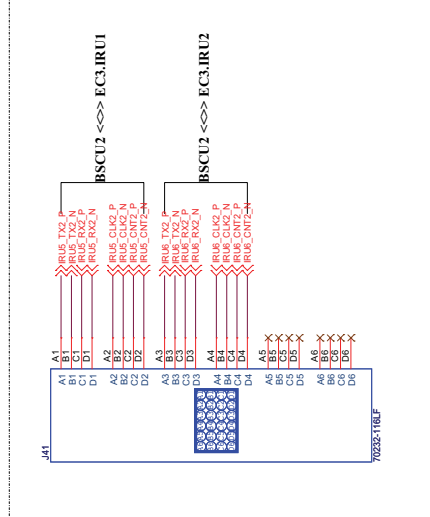 J41
70232-116LF
A1 A1 IRU5_TX2_P
B1 B1 IRU5_TX2_N
C1 C1 IRU5_RX2_P
D1 D1 IRU5_RX2_N
A2 A2 IRU5_CLK2_P
B2 B2 IRU5_CLK2_N
C2 C2 IRU5_CNT2_P
D2 D2 IRU5_CNT2_N
BSCU2 <<>> EC3.IRU1
A3 A3 IRU6_TX2_P
B3 B3 IRU6_TX2_N
C3 C3 IRU6_RX2_P
D3 D3 IRU6_RX2_N
A4 A4 IRU6_CLK2_P
B4 B4 IRU6_CLK2_N
C4 C4 IRU6_CNT2_P
D4 D4 IRU6_CNT2_N
BSCU2 <<>> EC3.IRU2
A5 A5
B5 B5
C5 C5
D5 D5
A6 A6
B6 B6
C6 C6
D6 D6